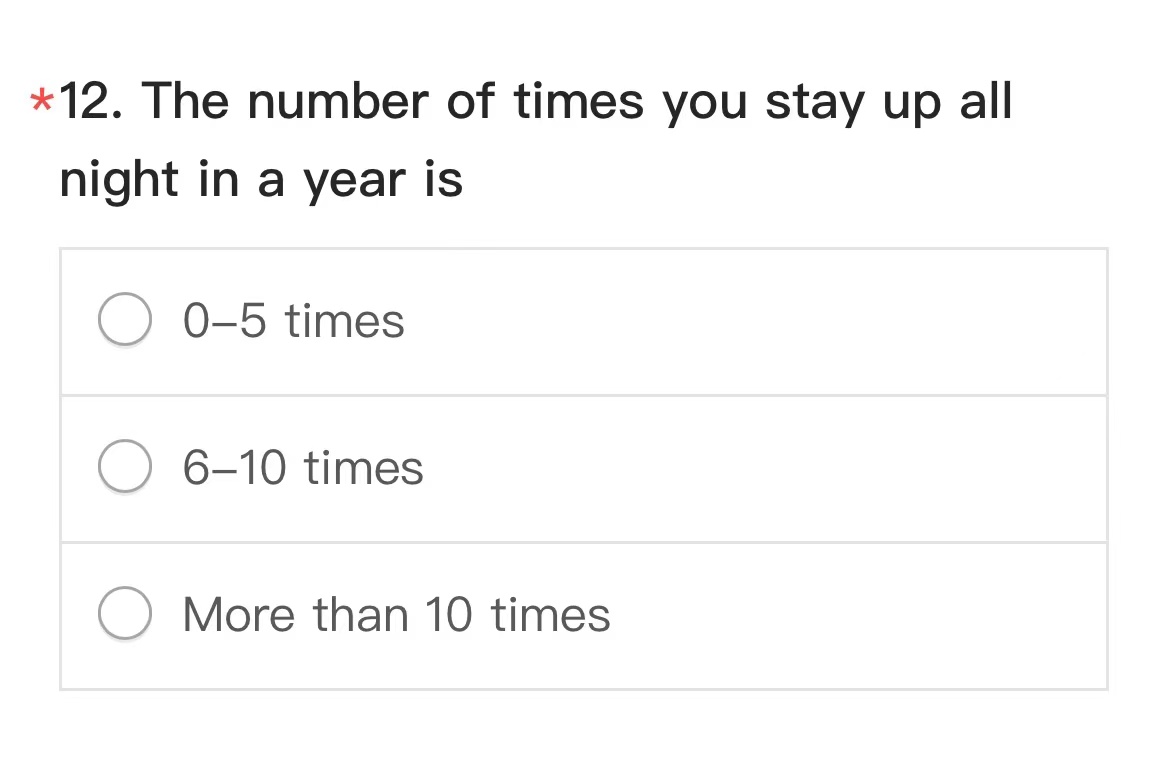 *12. The number of times you stay up all
night in a year is
0–5 times
6–10 times
More than 10 times